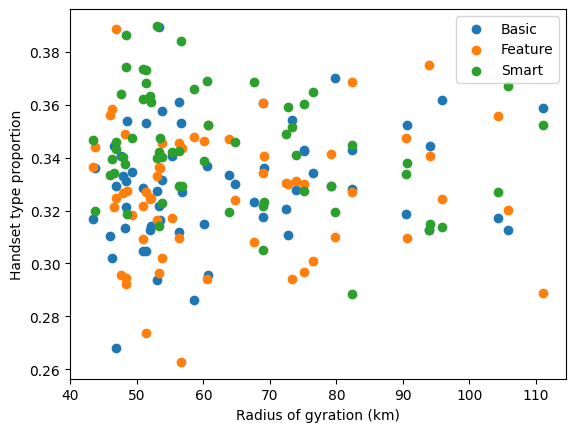 Basic
Feature
Smart
0.38
0.36
0.34
0.32
0.30
0.28
0.26
Handset type proportion
40 50 60 70 80 90 100 110
Radius of gyration (km)